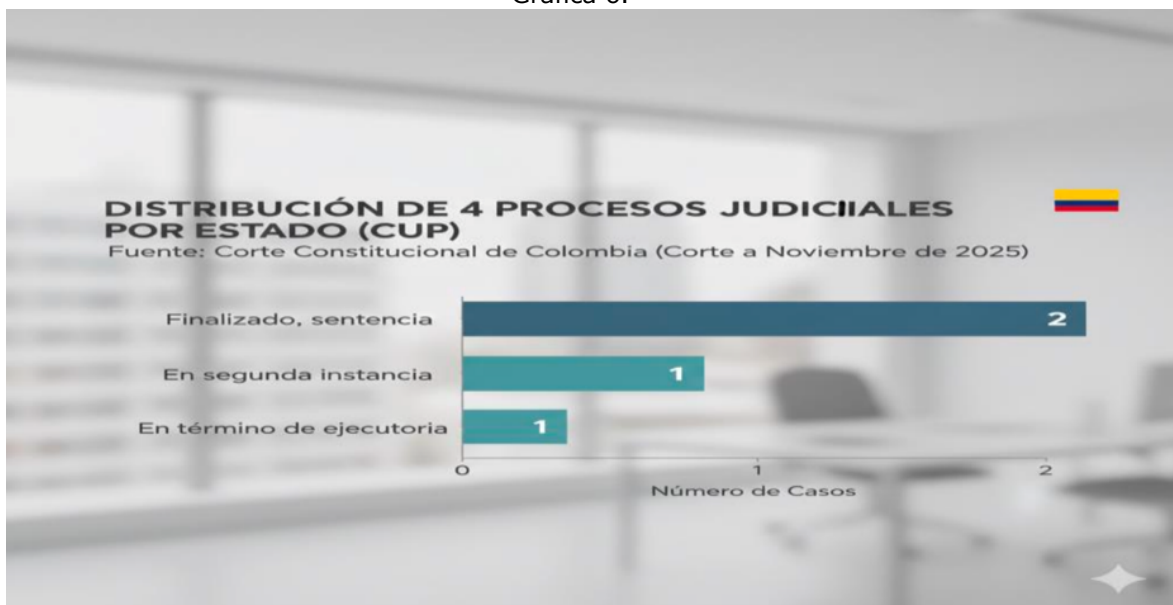 Gráfica 6.
DISTRIBUCIÓN DE 4 PROCESOS JUDICIIALES
POR ESTADO (CUP)
Fuente: Corte Constitucional de Colombia (Corte a Noviembre de 2025)
Finalizado, sentencia
2
En segunda instancia
1
En término de ejecutoria
1
0
1
2
Número de Casos